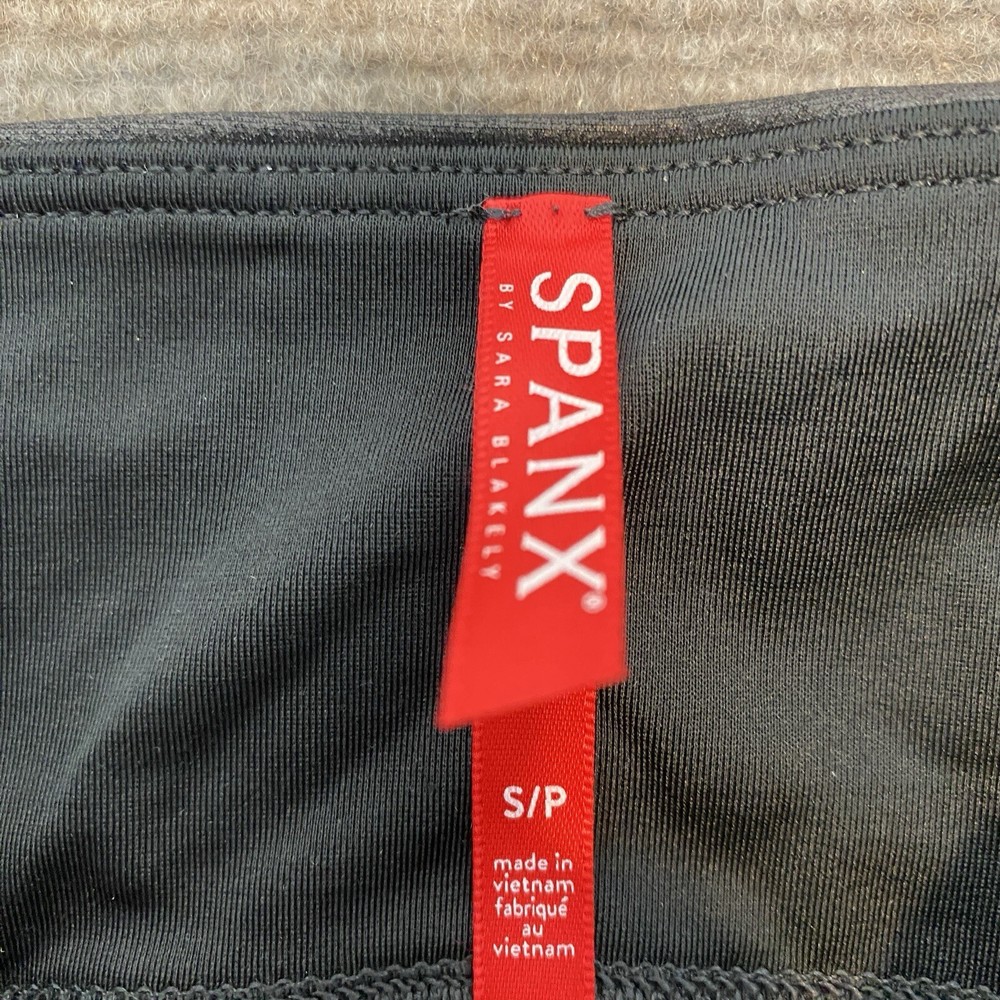 SPANX®
BY SARA BLAKELY
S/P
made in
vietnam
fabriqué
au
vietnam